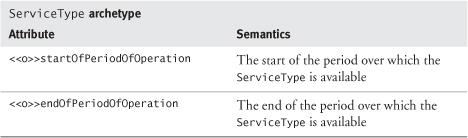 ServiceType archetype
Attribute Semantics
<<o>>startOfPeriodOfOperation The start of the period over which the
ServiceType is available
<<o>>endOfPeriodOfOperation The end of the period over which the
ServiceType is available